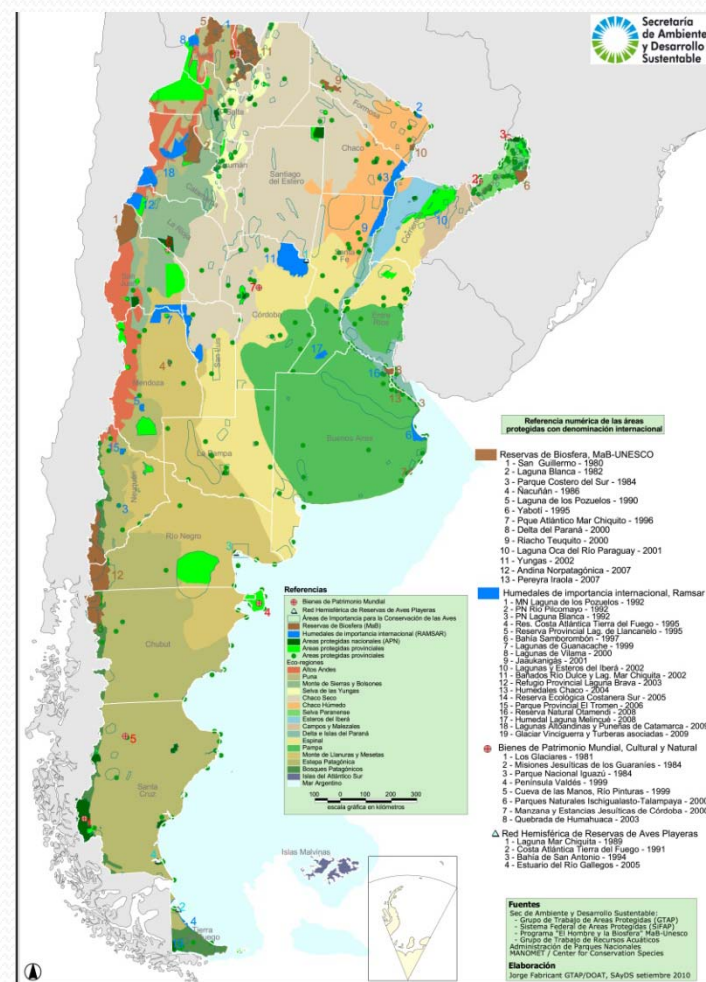 Secretaría
de Ambiente
y Desarrollo
Sustentable
Formosa
Salta
Chaco
Santiago
del Estero
Córdoba
Entre
Ríos
San Luis
Mendoza
Buenos Aires
La Pampa
Neuquén
Río Negro
Chubut
Santa
Cruz
Islas Malvinas
Tierra
Referencia numérica de las áreas
protegidas con denominación internacional
Reservas de Biosfera, MaB-UNESCO
1 - San Guillermo - 1980
2 - Laguna Blanca - 1982
3 - Parque Costero del Sur - 1984
4 - Ñacuñán - 1986
5 - Laguna de los Pozuelos - 1990
6 - Yabotí - 1995
7 - Pque Atlántico Mar Chiquito - 1996
8 - Delta del Paraná - 2000
9 - Riacho Teuquito - 2000
10 - Laguna Oca del Río Paraguay - 2001
11 - Yungas - 2002
12 - Andina Norpatagónica - 2007
13 - Pereyra Iraola - 2007
Humedales de importancia internacional, Ramsar
1 - MN Laguna de los Pozuelos - 1992
2 - PN Río Pilcomayo - 1992
3 - PN Laguna Blanca - 1992
4 - Res. Costa Atlántica Tierra del Fuego - 1995
5 - Reserva Provincial Lag. de Llancanelo - 1995
6 - Bahía Samborombón - 1997
7 - Lagunas de Guanacache - 1999
8 - Lagunas de Vilama - 2000
9 - Jaaukanigás - 2001
10 - Lagunas y Esteros del Iberá - 2002
11 - Bañados Río Dulce y Lag. Mar Chiquita - 2002
12 - Refugio Provincial Laguna Brava - 2003
13 - Humedales Chaco - 2004
14 - Reserva Ecológica Costanera Sur - 2005
15 - Parque Provincial El Tromen - 2006
16 - Reserva Natural Otamendi - 2008
17 - Humedal Laguna Melincué - 2008
18 - Lagunas Altoandinas y Puneñas de Catamarca - 2009
19 - Glaciar Vinciguerra y Turberas asociadas - 2009
Bienes de Patrimonio Mundial, Cultural y Natural
1 - Los Glaciares - 1981
2 - Misiones Jesuíticas de los Guaraníes - 1984
3 - Parque Nacional Iguazú - 1984
4 - Península Valdés - 1999
5 - Cueva de las Manos, Río Pinturas - 1999
6 - Parques Naturales Ischigualasto-Talampaya - 2000
7 - Manzana y Estancias Jesuíticas de Córdoba - 2000
8 - Quebrada de Humahuaca - 2003
Red Hemisférica de Reservas de Aves Playeras
1 - Laguna Mar Chiquita - 1989
2 - Costa Atlántica Tierra del Fuego - 1991
3 - Bahía de San Antonio - 1994
4 - Estuario del Río Gallegos - 2005
Referencias
Bienes de Patrimonio Mundial
Red Hemisférica de Reservas de Aves Playeras
Áreas de Importancia para la Conservación de las Aves
Reservas de Biosfera (MaB)
Humedales de importancia internacional (RAMSAR)
Areas protegidas nacionales (APN)
Areas protegidas provinciales
Areas protegidas provinciales
Eco-regiones
Altos Andes
Puna
Monte de Sierras y Bolsones
Selva de las Yungas
Chaco Seco
Chaco Húmedo
Selva Paranense
Esteros del Iberá
Campos y Malezales
Delta e Islas del Paraná
Espinal
Pampa
Monte de Llanuras y Mesetas
Estepa Patagónica
Bosques Patagónicos
Islas del Atlántico Sur
Mar Argentino
100 0 100 200 300
escala gráfica en kilómetros
Fuentes
Sec de Ambiente y Desarrollo Sustentable:
- Grupo de Trabajo de Areas Protegidas (GTAP)
- Sistema Federal de Areas Protegidas (SIFAP)
- Programa "El Hombre y la Biosfera" MaB-Unesco
- Grupo de Trabajo de Recursos Acuáticos
Administración de Parques Nacionales
MANOMET / Center for Conservation Species
Elaboración
Jorge Fabricant GTAP/DOAT, SAyDS setiembre 2010